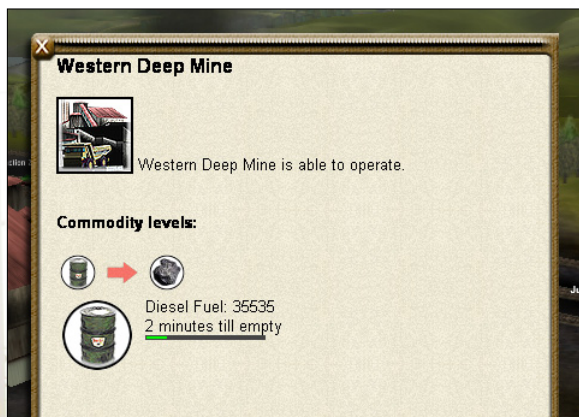 X
Western Deep Mine
Western Deep Mine is able to operate.
Commodity levels:
Diesel Fuel: 35535
2 minutes till empty